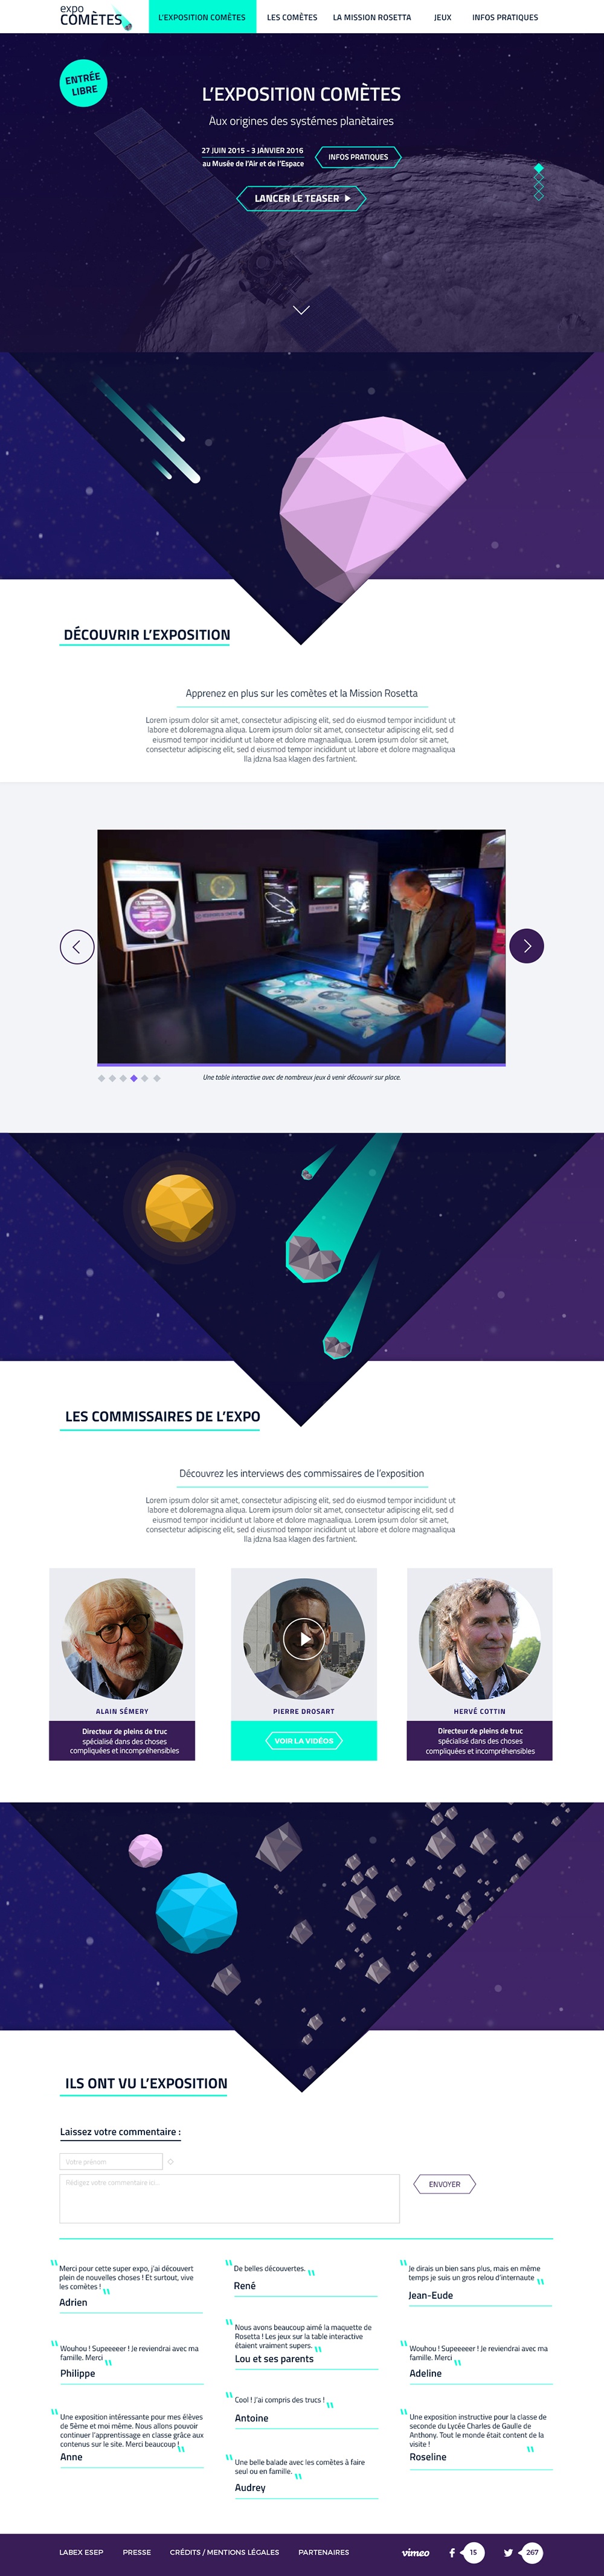 expo
COMÈTES
L'EXPOSITION COMÈTES
LES COMÈTES
LA MISSION ROSETTA
JEUX
INFOS PRATIQUES
ENTRÉE
LIBRE
L'EXPOSITION COMÈTES
Aux origines des systémes planètaires
27 JUIN 2015 - 3 JANVIER 2016
au Musée de l'Air et de l'Espace
INFOS PRATIQUES
LANCER LE TEASER
DÉCOUVRIR L'EXPOSITION
Apprenez en plus sur les comètes et la Mission Rosetta
Lorem ipsum dolor sit amet, consectetur adipiscing elit, sed do eiusmod tempor incididunt ut
labore et doloremagna aliqua. Lorem ipsum dolor sit amet, consectetur adipiscing elit, sed d
eiusmod tempor incididunt ut labore et dolore magnaaliqua. Lorem ipsum dolor sit amet,
consectetur adipiscing elit, sed d eiusmod tempor incididunt ut labore et dolore magnaaliqua
lla jdzna lsaa klagen des fartnient.
Une table interactive avec de nombreux jeux à venir découvrir sur place.
LES COMMISSAIRES DE L'EXPO
Découvrez les interviews des commissaires de l'exposition
Lorem ipsum dolor sit amet, consectetur adipiscing elit, sed do eiusmod tempor incididunt ut
labore et doloremagna aliqua. Lorem ipsum dolor sit amet, consectetur adipiscing elit, sed d
eiusmod tempor incididunt ut labore et dolore magnaaliqua. Lorem ipsum dolor sit amet,
consectetur adipiscing elit, sed d eiusmod tempor incididunt ut labore et dolore magnaaliqua
lla jdzna lsaa klagen des fartnient.
ALAIN SÉMERY
Directeur de pleins de truc
spécialisé dans des choses
compliquées et incompréhensibles
PIERRE DROSART
VOIR LA VIDÉOS
HERVÉ COTTIN
Directeur de pleins de truc
spécialisé dans des choses
compliquées et incompréhensibles
ILS ONT VU L'EXPOSITION
Laissez votre commentaire :
Votre prénom
Rédigez votre commentaire ici...
ENVOYER
Merci pour cette super expo, j'ai découvert
plein de nouvelles choses ! Et surtout, vive
les comètes !
Adrien
De belles découvertes.
René
Je dirais un bien sans plus, mais en même
temps je suis un gros relou d'internaute
Jean-Eude
Wouhou ! Supeeeeer ! Je reviendrai avec ma
famille. Merci
Philippe
Nous avons beaucoup aimé la maquette de
Rosetta ! Les jeux sur la table interactive
étaient vraiment supers.
Lou et ses parents
Wouhou ! Supeeeeer ! Je reviendrai avec ma
famille. Merci
Adeline
Une exposition intéressante pour mes élèves
de 5ème et moi même. Nous allons pouvoir
continuer l'apprentissage en classe grâce aux
contenus sur le site. Merci beaucoup !
Anne
Cool ! J'ai compris des trucs !
Antoine
Une belle balade avec les comètes à faire
seul ou en famille.
Audrey
Une exposition instructive pour la classe de
seconde du Lycée Charles de Gaulle de
Anthony. Tout le monde était content de la
visite !
Roseline
LABEX ESEP
PRESSE
CRÉDITS / MENTIONS LÉGALES
PARTENAIRES
vimeo
15
267